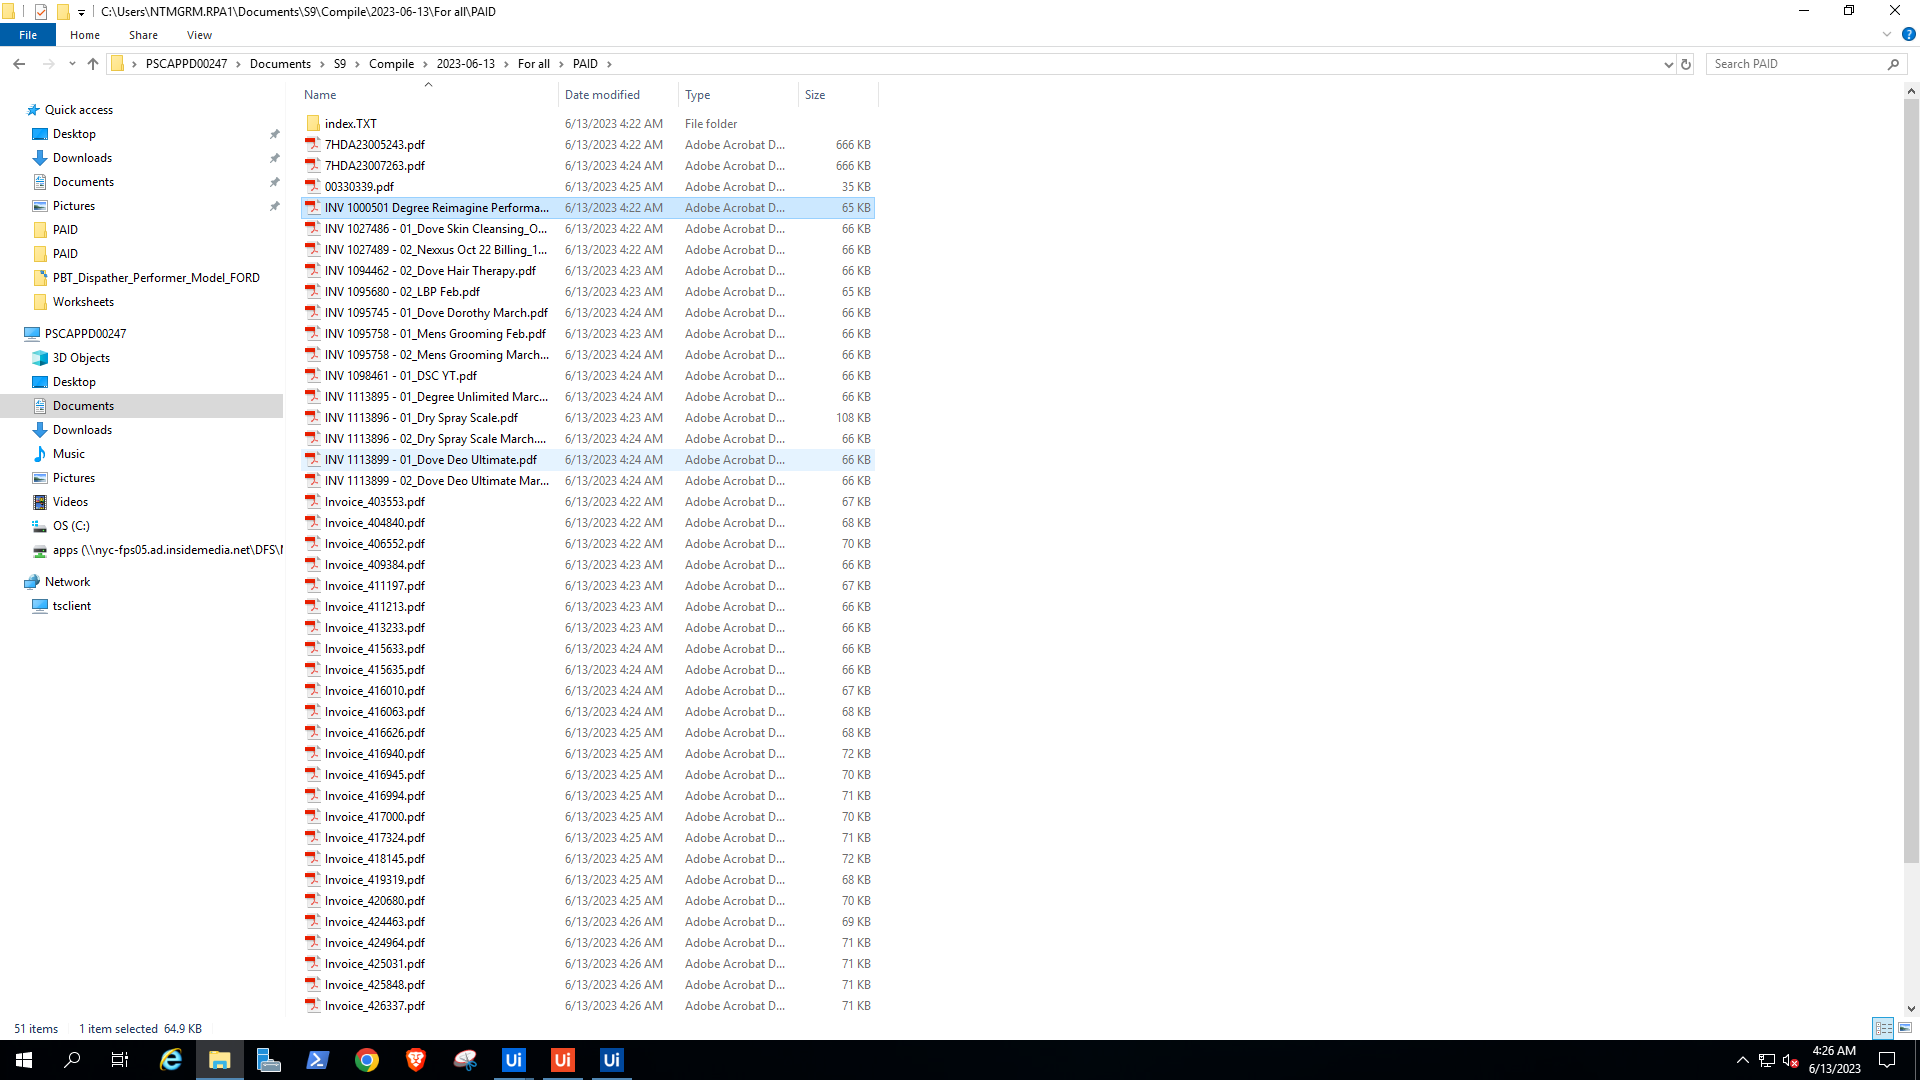 C:\Users\NTMGRM.RPA1\Documents\S9\Compile\2023-06-13\For all\PAID
File Home Share View
PSCAPPD00247 Documents S9 Compile 2023-06-13 For all PAID
Search PAID
Name Date modified Type Size
Quick access
Desktop
Downloads
Documents
Pictures
PAID
PAID
PBT_Dispather_Performer_Model_FORD
Worksheets
PSCAPPD00247
3D Objects
Desktop
Documents
Downloads
Music
Pictures
Videos
OS (C:)
apps (\\nyc-fps05.ad.insidemedia.net\DFS\
Network
tsclient
index.TXT 6/13/2023 4:22 AM File folder
7HDA23005243.pdf 6/13/2023 4:22 AM Adobe Acrobat D... 666 KB
7HDA23007263.pdf 6/13/2023 4:24 AM Adobe Acrobat D... 666 KB
00330339.pdf 6/13/2023 4:25 AM Adobe Acrobat D... 35 KB
INV 1000501 Degree Reimagine Performa... 6/13/2023 4:22 AM Adobe Acrobat D... 65 KB
INV 1027486 - 01_Dove Skin Cleansing_O... 6/13/2023 4:22 AM Adobe Acrobat D... 66 KB
INV 1027489 - 02_Nexxus Oct 22 Billing_1... 6/13/2023 4:22 AM Adobe Acrobat D... 66 KB
INV 1094462 - 02_Dove Hair Therapy.pdf 6/13/2023 4:23 AM Adobe Acrobat D... 66 KB
INV 1095680 - 02_LBP Feb.pdf 6/13/2023 4:23 AM Adobe Acrobat D... 65 KB
INV 1095745 - 01_Dove Dorothy March.pdf 6/13/2023 4:24 AM Adobe Acrobat D... 66 KB
INV 1095758 - 01_Mens Grooming Feb.pdf 6/13/2023 4:23 AM Adobe Acrobat D... 66 KB
INV 1095758 - 02_Mens Grooming March... 6/13/2023 4:24 AM Adobe Acrobat D... 66 KB
INV 1098461 - 01_DSC YT.pdf 6/13/2023 4:24 AM Adobe Acrobat D... 66 KB
INV 1113895 - 01_Degree Unlimited Marc... 6/13/2023 4:24 AM Adobe Acrobat D... 66 KB
INV 1113896 - 01_Dry Spray Scale.pdf 6/13/2023 4:23 AM Adobe Acrobat D... 108 KB
INV 1113896 - 02_Dry Spray Scale March.... 6/13/2023 4:24 AM Adobe Acrobat D... 66 KB
INV 1113899 - 01_Dove Deo Ultimate.pdf 6/13/2023 4:24 AM Adobe Acrobat D... 66 KB
INV 1113899 - 02_Dove Deo Ultimate Mar... 6/13/2023 4:24 AM Adobe Acrobat D... 66 KB
Invoice_403553.pdf 6/13/2023 4:22 AM Adobe Acrobat D... 67 KB
Invoice_404840.pdf 6/13/2023 4:22 AM Adobe Acrobat D... 68 KB
Invoice_406552.pdf 6/13/2023 4:22 AM Adobe Acrobat D... 70 KB
Invoice_409384.pdf 6/13/2023 4:23 AM Adobe Acrobat D... 66 KB
Invoice_411197.pdf 6/13/2023 4:23 AM Adobe Acrobat D... 67 KB
Invoice_411213.pdf 6/13/2023 4:23 AM Adobe Acrobat D... 66 KB
Invoice_413233.pdf 6/13/2023 4:23 AM Adobe Acrobat D... 66 KB
Invoice_415633.pdf 6/13/2023 4:24 AM Adobe Acrobat D... 66 KB
Invoice_415635.pdf 6/13/2023 4:24 AM Adobe Acrobat D... 66 KB
Invoice_416010.pdf 6/13/2023 4:24 AM Adobe Acrobat D... 67 KB
Invoice_416063.pdf 6/13/2023 4:24 AM Adobe Acrobat D... 68 KB
Invoice_416626.pdf 6/13/2023 4:25 AM Adobe Acrobat D... 68 KB
Invoice_416940.pdf 6/13/2023 4:25 AM Adobe Acrobat D... 72 KB
Invoice_416945.pdf 6/13/2023 4:25 AM Adobe Acrobat D... 70 KB
Invoice_416994.pdf 6/13/2023 4:25 AM Adobe Acrobat D... 71 KB
Invoice_417000.pdf 6/13/2023 4:25 AM Adobe Acrobat D... 70 KB
Invoice_417324.pdf 6/13/2023 4:25 AM Adobe Acrobat D... 71 KB
Invoice_418145.pdf 6/13/2023 4:25 AM Adobe Acrobat D... 72 KB
Invoice_419319.pdf 6/13/2023 4:25 AM Adobe Acrobat D... 68 KB
Invoice_420680.pdf 6/13/2023 4:25 AM Adobe Acrobat D... 70 KB
Invoice_424463.pdf 6/13/2023 4:26 AM Adobe Acrobat D... 69 KB
Invoice_424964.pdf 6/13/2023 4:26 AM Adobe Acrobat D... 71 KB
Invoice_425031.pdf 6/13/2023 4:26 AM Adobe Acrobat D... 71 KB
Invoice_425848.pdf 6/13/2023 4:26 AM Adobe Acrobat D... 71 KB
Invoice_426337.pdf 6/13/2023 4:26 AM Adobe Acrobat D... 71 KB
51 items 1 item selected 64.9 KB
Ui Ui Ui
4:26 AM
6/13/2023